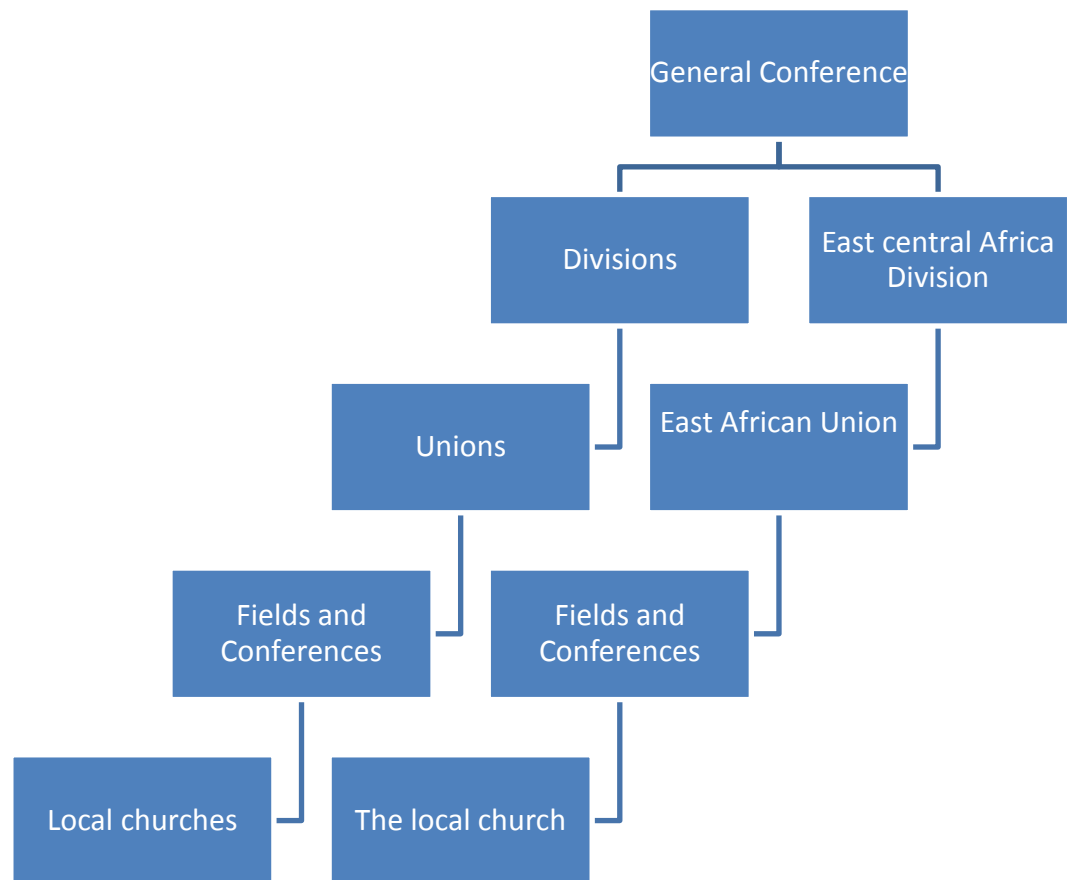 General Conference
Divisions
East central Africa
Division
Unions
East African Union
Fields and
Conferences
Fields and
Conferences
Local churches
The local church